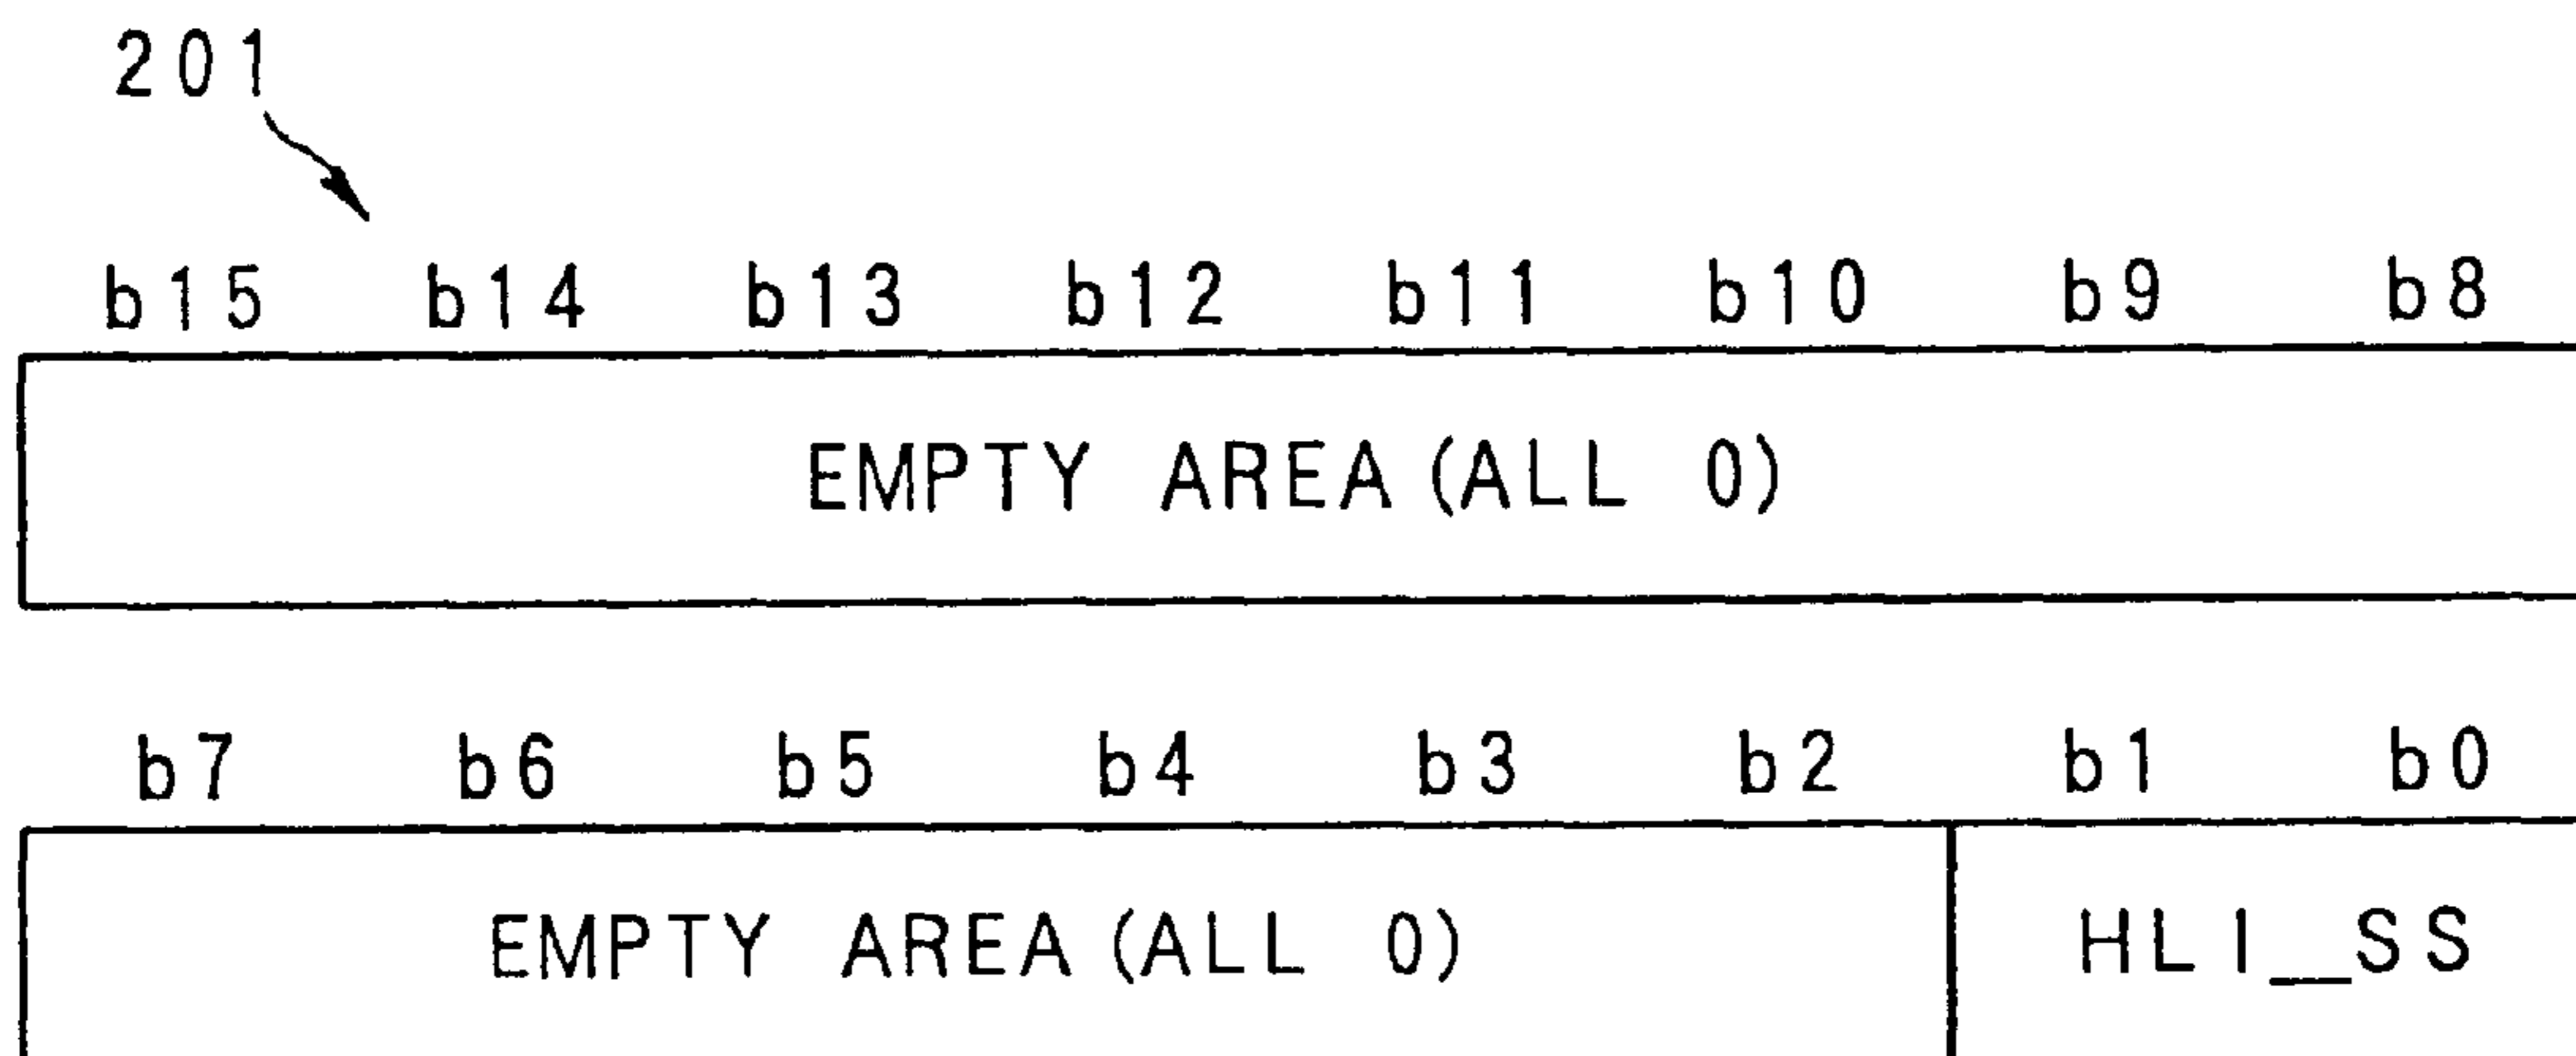 201
b15 b14 b13 b12 b11 b10 b9 b8
EMPTY AREA(ALL 0)
b7 b6 b5 b4 b3 b2 b1 b0
EMPTY AREA(ALL 0) HLI_SS